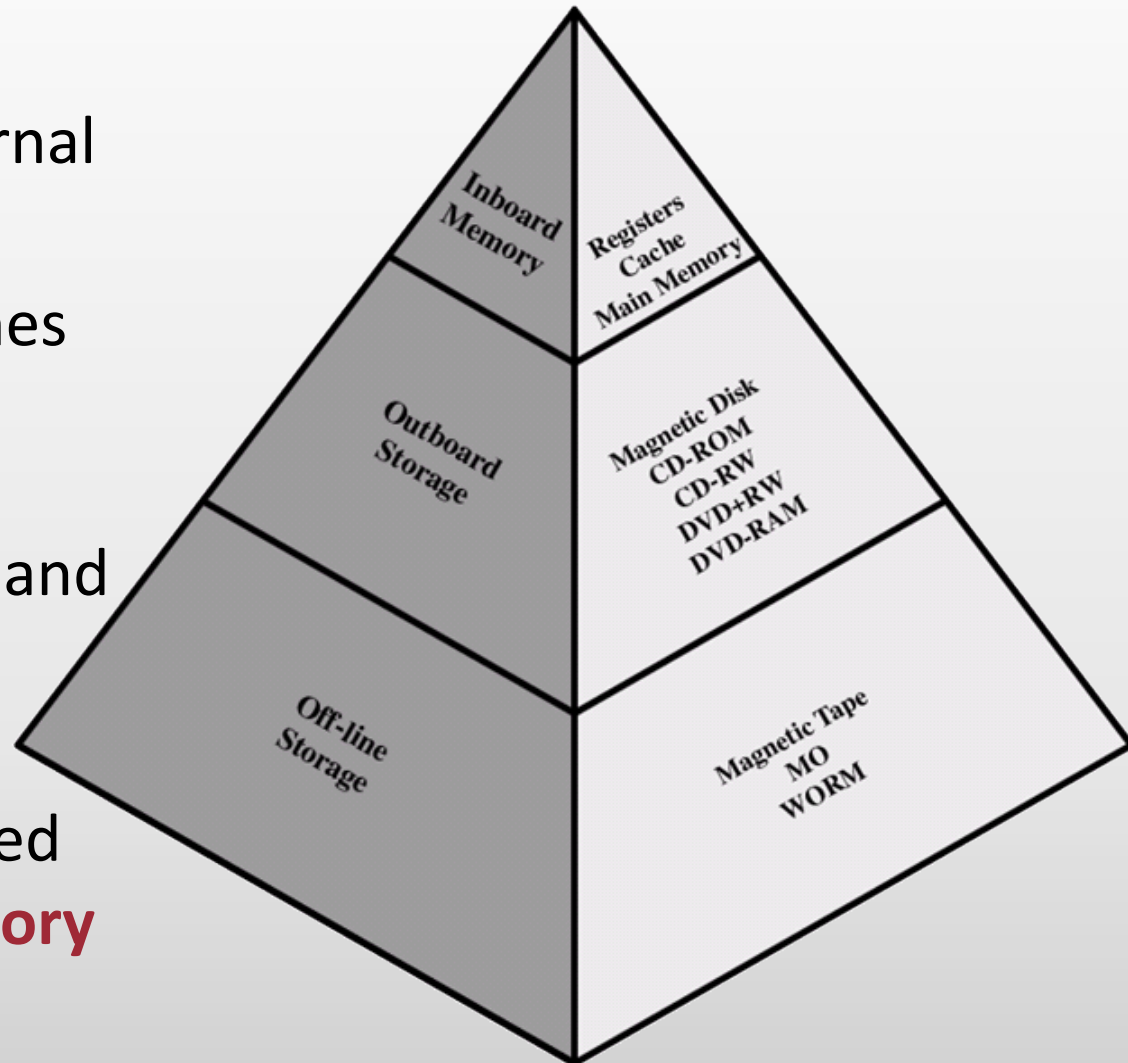 rnal
nes
and
ed
ory
Inboard
Memory
Registers
Cache
Main Memory
Outboard
Storage
Magnetic Disk
CD-ROM
CD-RW
DVD+RW
DVD-RAM
Off-line
Storage
Magnetic Tape
MO
WORM